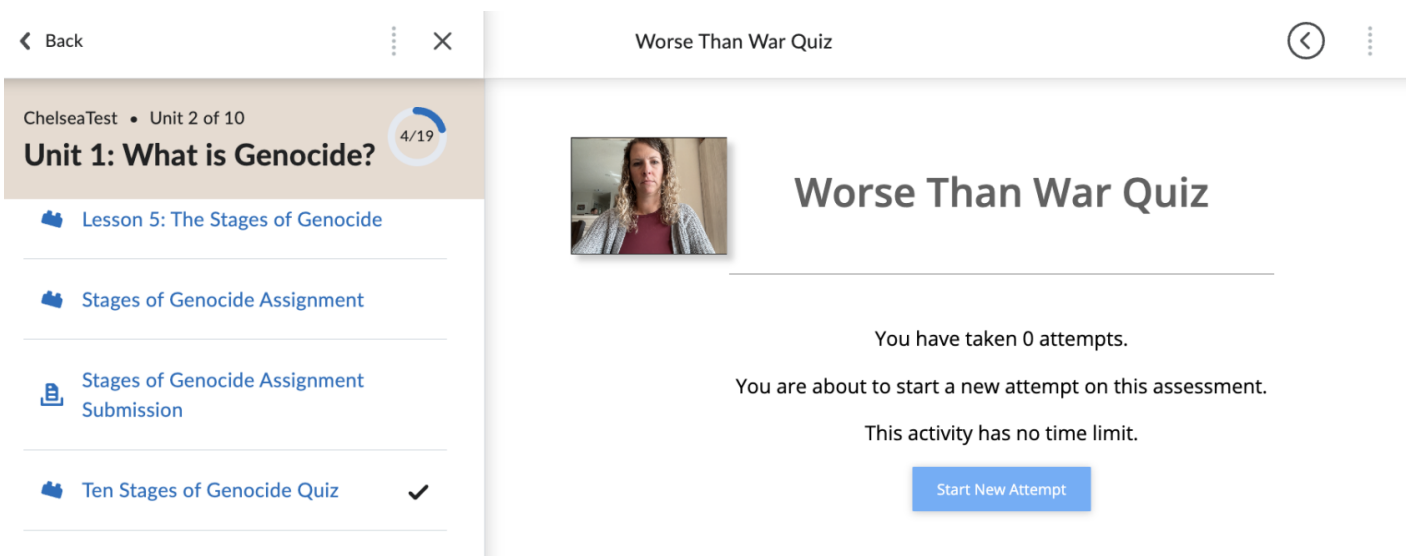 Back
Worse Than War Quiz
ChelseaTest • Unit 2 of 10
4/19
Unit 1: What is Genocide?
Lesson 5: The Stages of Genocide
Stages of Genocide Assignment
Stages of Genocide Assignment
Submission
Ten Stages of Genocide Quiz
Worse Than War Quiz
You have taken 0 attempts.
You are about to start a new attempt on this assessment.
This activity has no time limit.
Start New Attempt